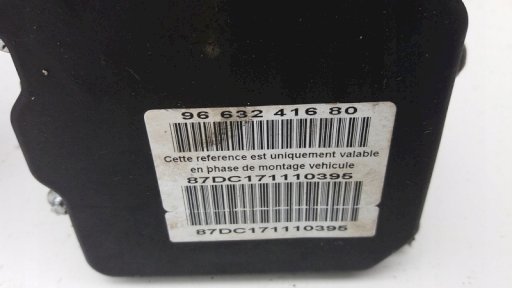 96 632 416 80
Cette reference est uniquement valable
en phase de montage vehicule
87DC171110395
87DC171110395